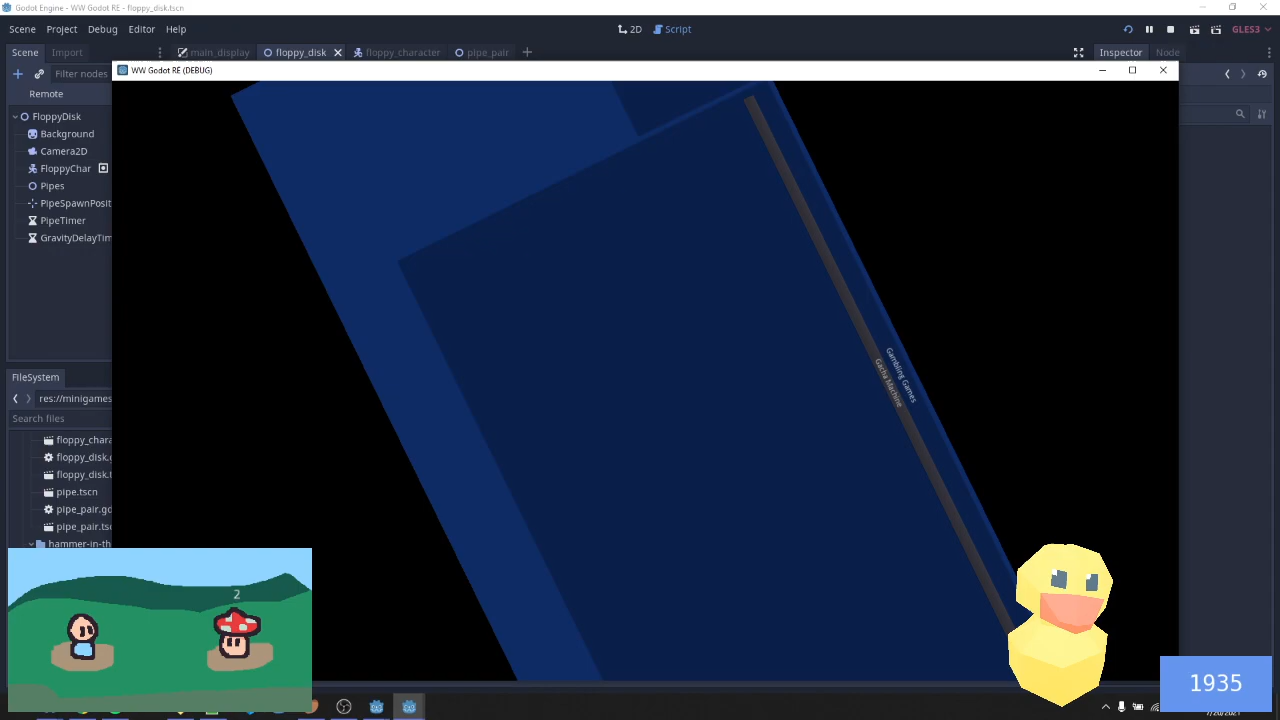 Godot Engine - WW Godot RE - floppy_disk.tscn
Scene Project Debug Editor Help
2D Script
GLES3
Scene Import
main_display floppy_disk floppy_character pipe_pair
Inspector Node
Filter nodes
WW Godot RE (DEBUG)
Remote
FloppyDisk
Background
Camera2D
FloppyChar
Pipes
PipeSpawnPosit
PipeTimer
GravityDelayTim
Gambling Games
Gacha Machine
FileSystem
res://minigames
Search files
floppy_chara
floppy_disk.g
floppy_disk.t
pipe.tscn
pipe_pair.gd
pipe_pair.tsc
hammer-in-th
2
1935